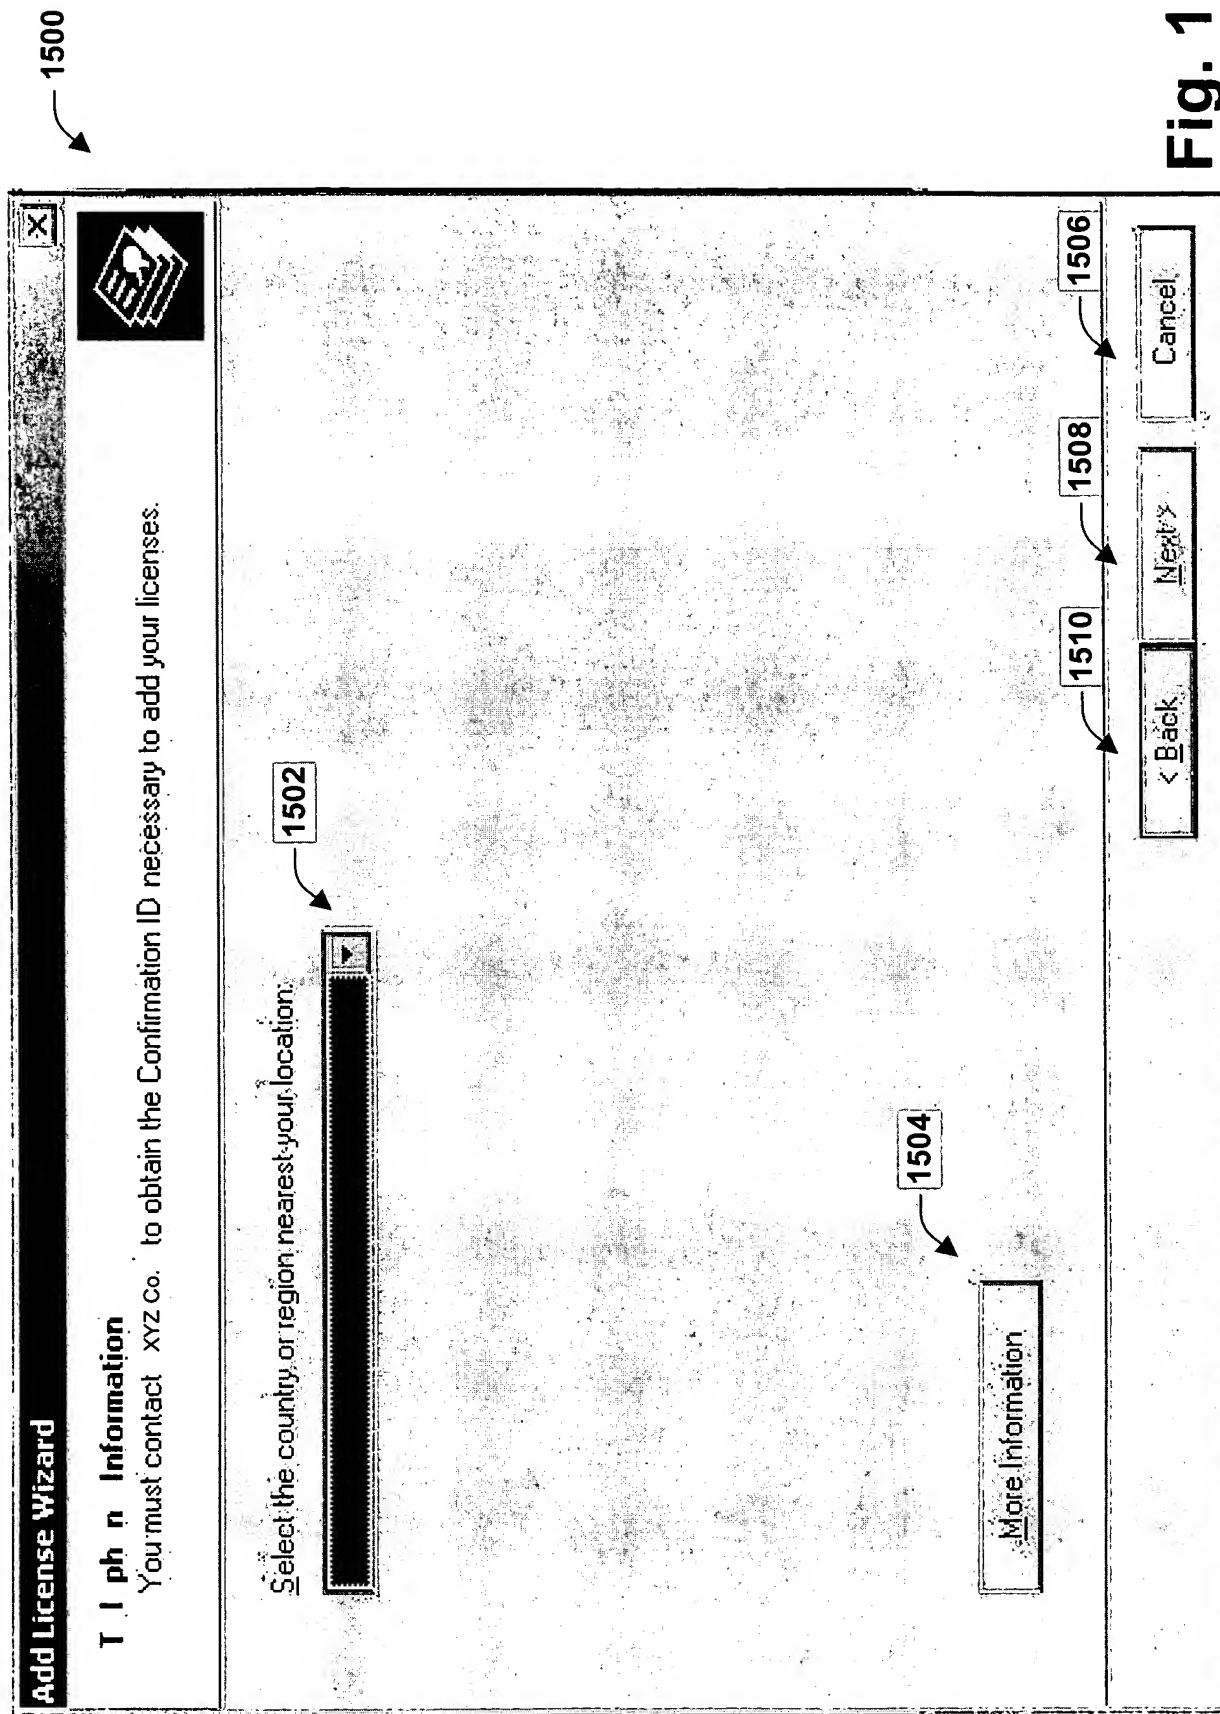 1500
Add License Wizard
T l ph n Information
You must contact xyz co. to obtain the Confirmation ID necessary to add your licenses.
Select the country or region nearest your location:
1502
1504
More Information
1510
1508
1506
< Back
Next >
Cancel
Fig. 1